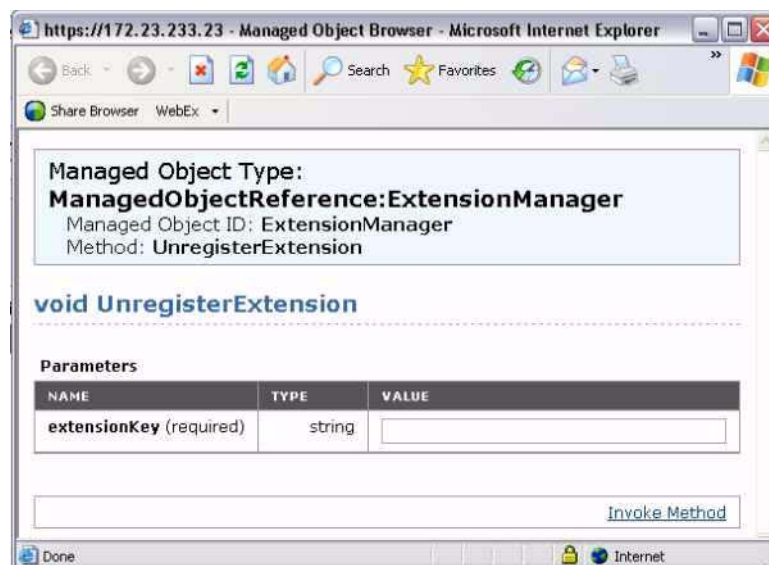 https://172.23.233.23 - Managed Object Browser - Microsoft Internet Explorer
Back Search Favorites »
Share Browser WebEx
Managed Object Type:
ManagedObjectReference:ExtensionManager
Managed Object ID: ExtensionManager
Method: UnregisterExtension
void UnregisterExtension
Parameters
NAME TYPE VALUE
extensionKey (required) string
Invoke Method
Done Internet